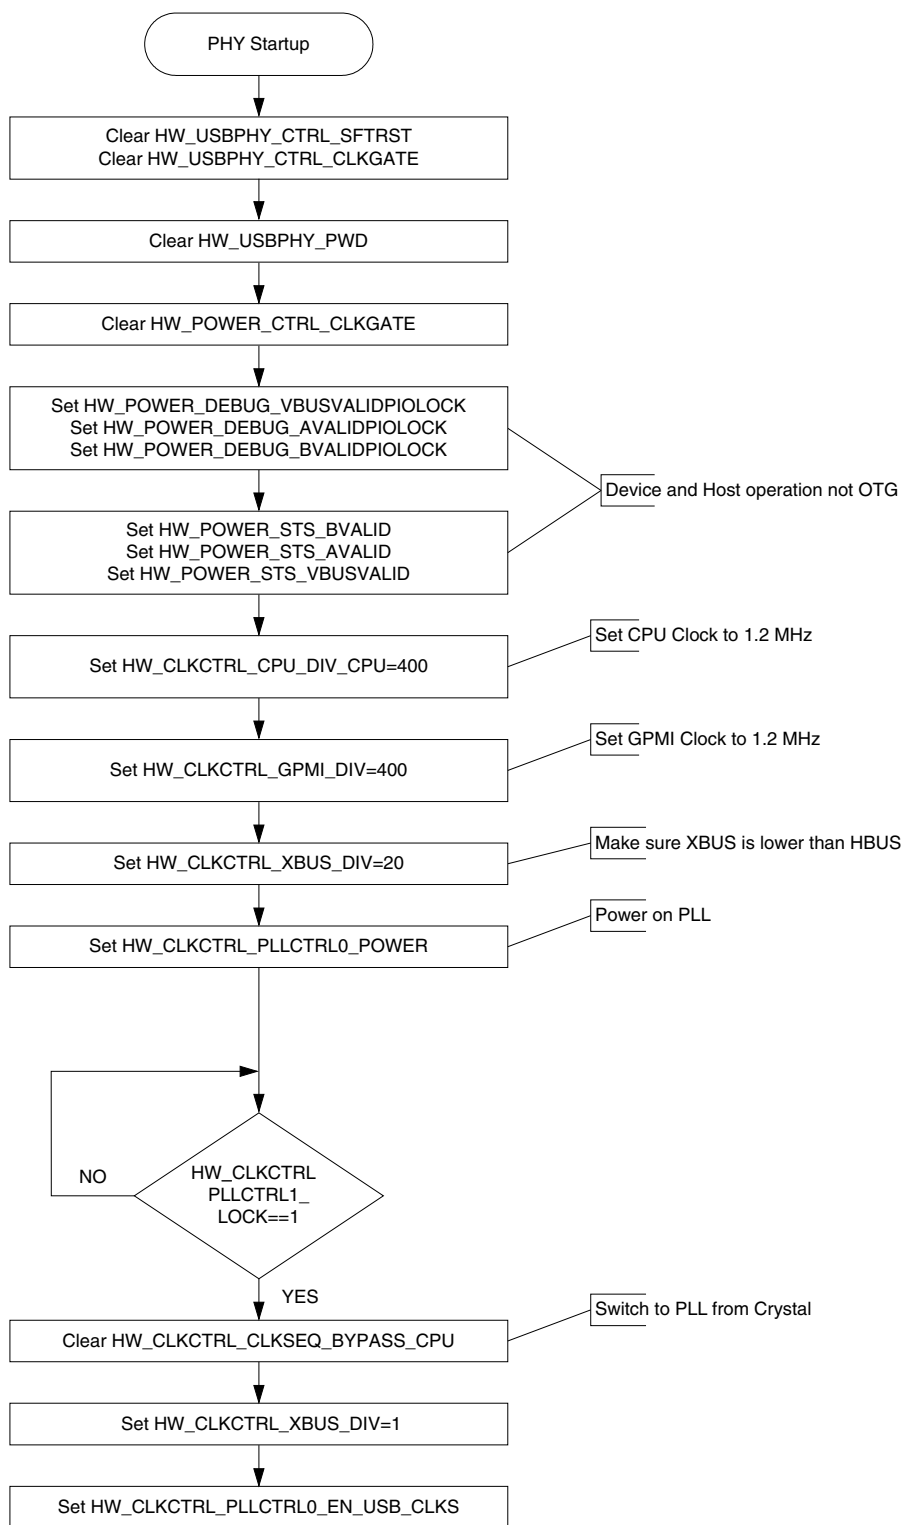 PHY Startup
Clear HW_USBPHY_CTRL_SFTRST
Clear HW_USBPHY_CTRL_CLKGATE
Clear HW_USBPHY_PWD
Clear HW_POWER_CTRL_CLKGATE
Set HW_POWER_DEBUG_VBUSVALIDPIOLOCK
Set HW_POWER_DEBUG_AVALIDPIOLOCK
Set HW_POWER_DEBUG_BVALIDPIOLOCK
Device and Host operation not OTG
Set HW_POWER_STS_BVALID
Set HW_POWER_STS_AVALID
Set HW_POWER_STS_VBUSVALID
Set CPU Clock to 1.2 MHz
Set HW_CLKCTRL_CPU_DIV_CPU=400
Set GPMI Clock to 1.2 MHz
Set HW_CLKCTRL_GPMI_DIV=400
Make sure XBUS is lower than HBUS
Set HW_CLKCTRL_XBUS_DIV=20
Power on PLL
Set HW_CLKCTRL_PLLCTRL0_POWER
NO
HW_CLKCTRL
PLLCTRL1_
LOCK==1
YES
Switch to PLL from Crystal
Clear HW_CLKCTRL_CLKSEQ_BYPASS_CPU
Set HW_CLKCTRL_XBUS_DIV=1
Set HW_CLKCTRL_PLLCTRL0_EN_USB_CLKS